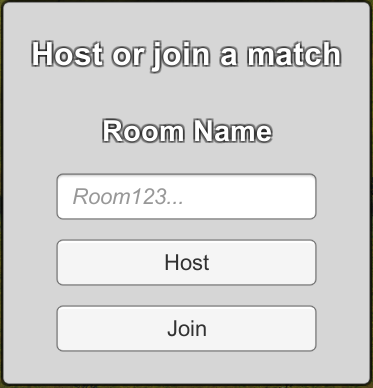 Host or join a match
Room Name
Room123...
Host
Join